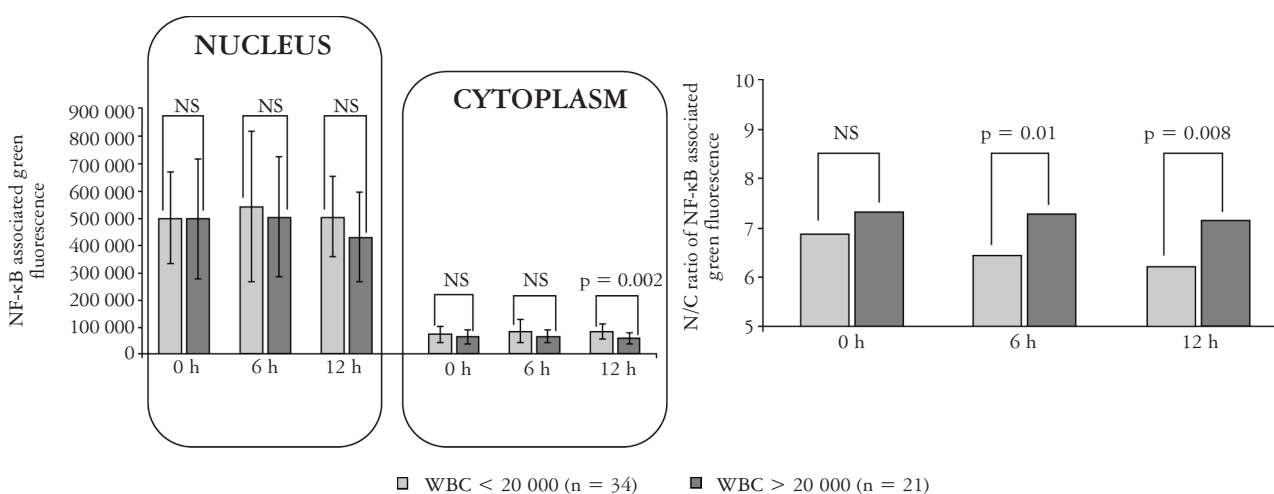 NUCLEUS
NF-κB associated green
fluorescence
900 000
800 000
700 000
600 000
500 000
400 000
300 000
200 000
100 000
0
NS
NS
NS
0 h
6 h
12 h
CYTOPLASM
NS
NS
p = 0.002
0 h
6 h
12 h
N/C ratio of NF-κB associated
green fluorescence
10
9
8
7
6
5
NS
p = 0.01
p = 0.008
0 h
6 h
12 h
WBC < 20 000 (n = 34)
WBC > 20 000 (n = 21)